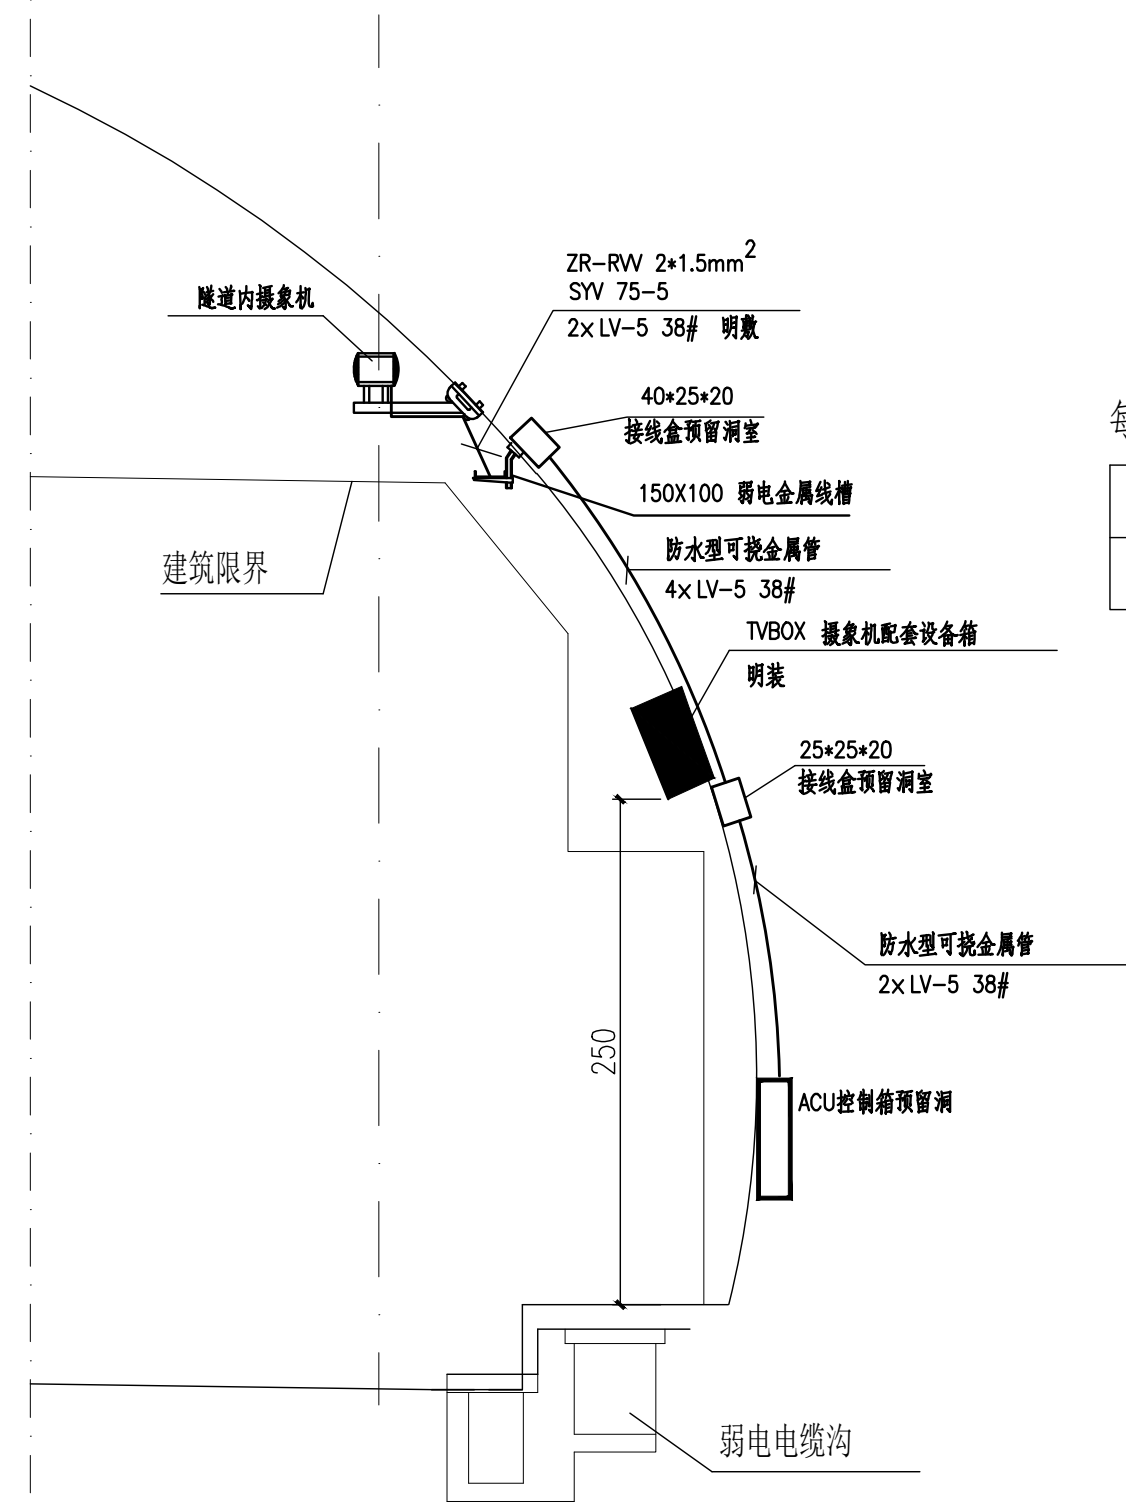 ZR-RVV 2*1.5mm²
SYV 75-5
2×LV-5 38# 明敷
隧道内摄象机
40*25*20
接线盒预留洞室
150X100 弱电金属线槽
建筑限界
防水型可挠金属管
4×LV-5 38#
TVBOX 摄象机配套设备箱
明装
25*25*20
接线盒预留洞室
防水型可挠金属管
2×LV-5 38#
250
ACU控制箱预留洞
弱电电缆沟